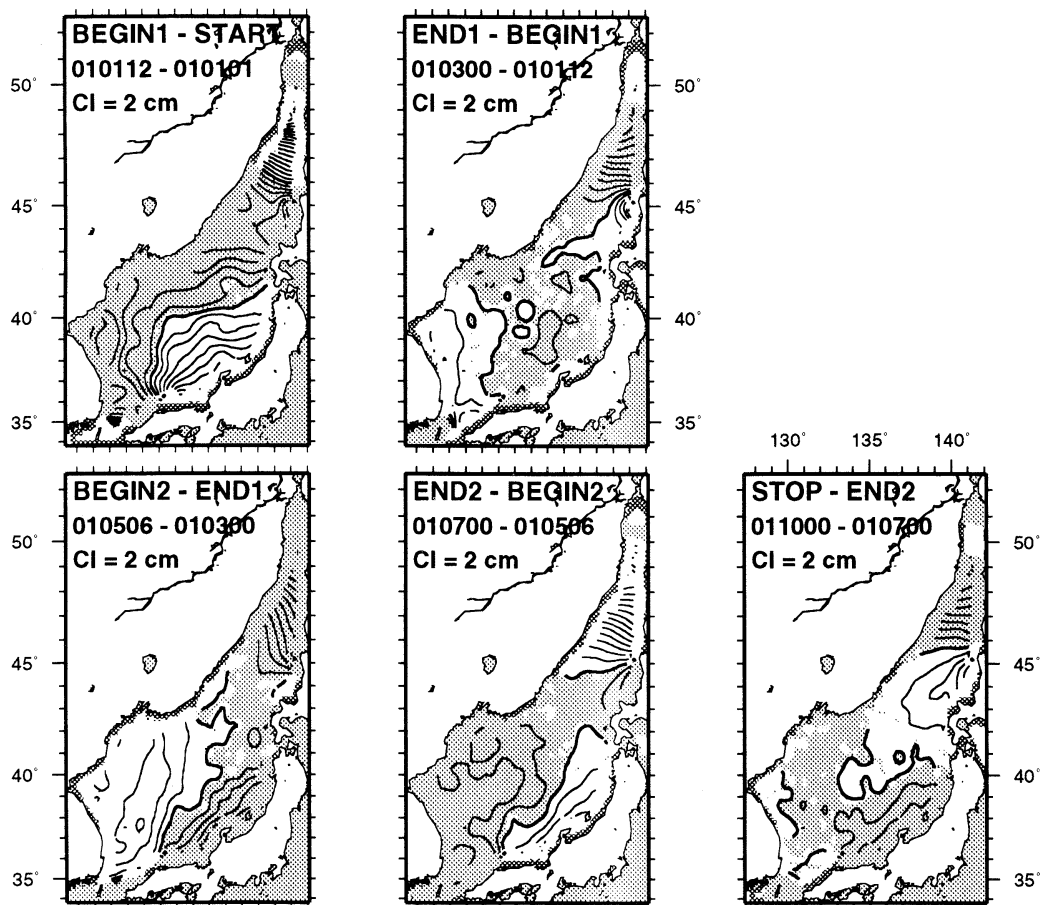 BEGIN1 - START
010112 - 010101
CI = 2 cm
END1 - BEGIN1
010300 - 010112
CI = 2 cm
50°
50°
45°
45°
40°
40°
35°
35°
130° 135° 140°
BEGIN2 - END1
010506 - 010300
CI = 2 cm
END2 - BEGIN2
010700 - 010506
CI = 2 cm
STOP - END2
011000 - 010700
CI = 2 cm
50°
50°
45°
45°
40°
40°
35°
35°